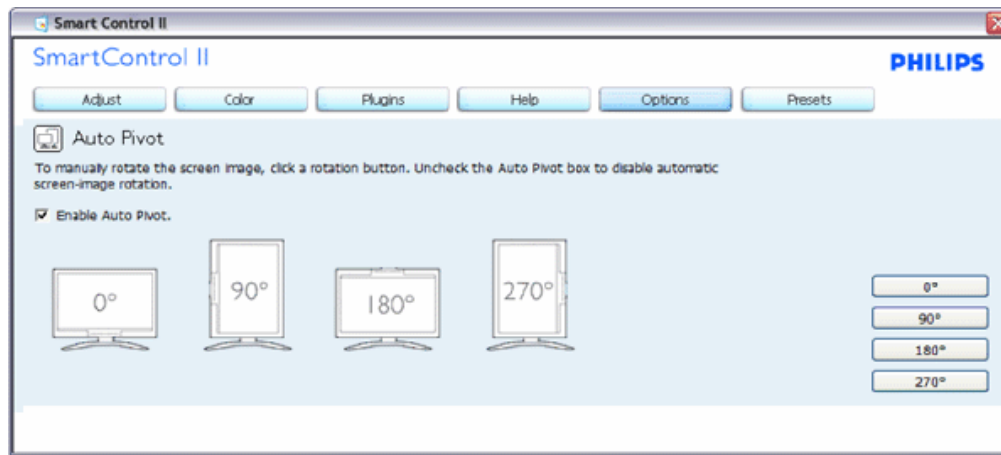 Smart Control II
SmartControl II
PHILIPS
Adjust Color Plugins Help Options Presets
Auto Pivot
To manually rotate the screen image, click a rotation button. Uncheck the Auto Pivot box to disable automatic
screen-image rotation.
Enable Auto Pivot.
0° 90° 180° 270°
0°
90°
180°
270°